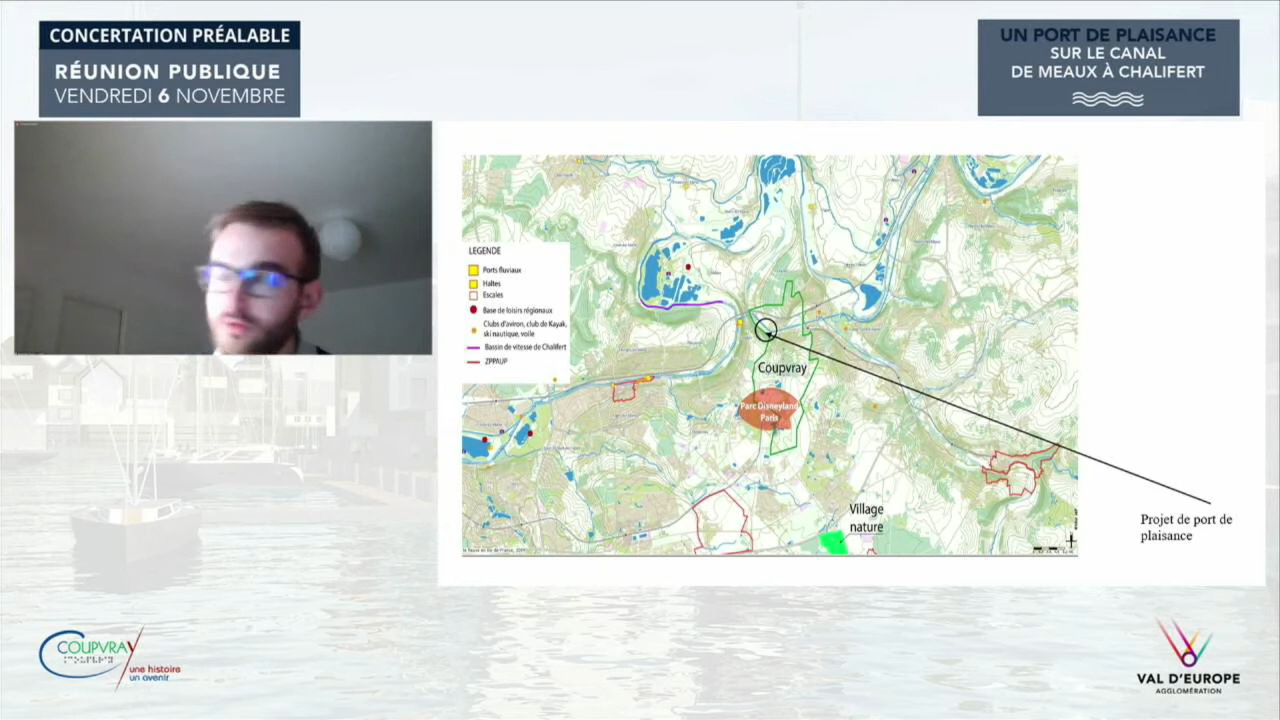 CONCERTATION PRÉALABLE
RÉUNION PUBLIQUE
VENDREDI 6 NOVEMBRE
UN PORT DE PLAISANCE
SUR LE CANAL
DE MEAUX À CHALIFERT
LEGENDE
Ports fluviaux
Haltes
Escales
Base de loisirs régionaux
Clubs d'aviron, club de Kayak,
ski nautique, voile
Bassin de vitesse de Chalifert
ZPPAUP
Coupvray
Parc Disneyland
Paris
Village
nature
Projet de port de
plaisance
COUPVRAY
une histoire
un avenir
VAL D'EUROPE
AGGLOMÉRATION